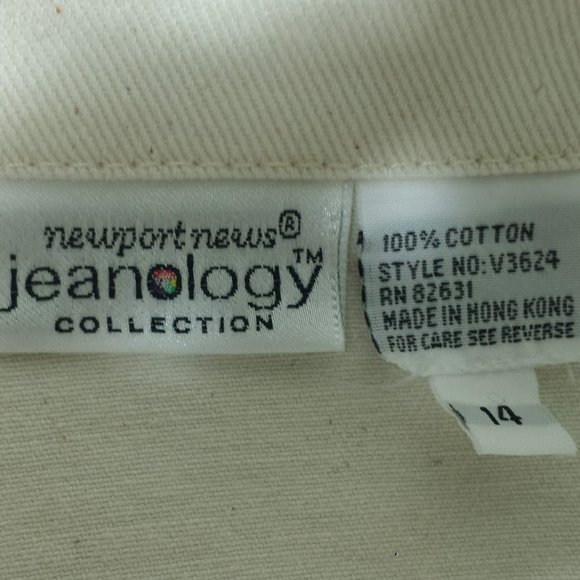 newport news®
jeanology™
COLLECTION
100% COTTON
STYLE NO:V3624
RN 82631
MADE IN HONG KONG
FOR CARE SEE REVERSE
14